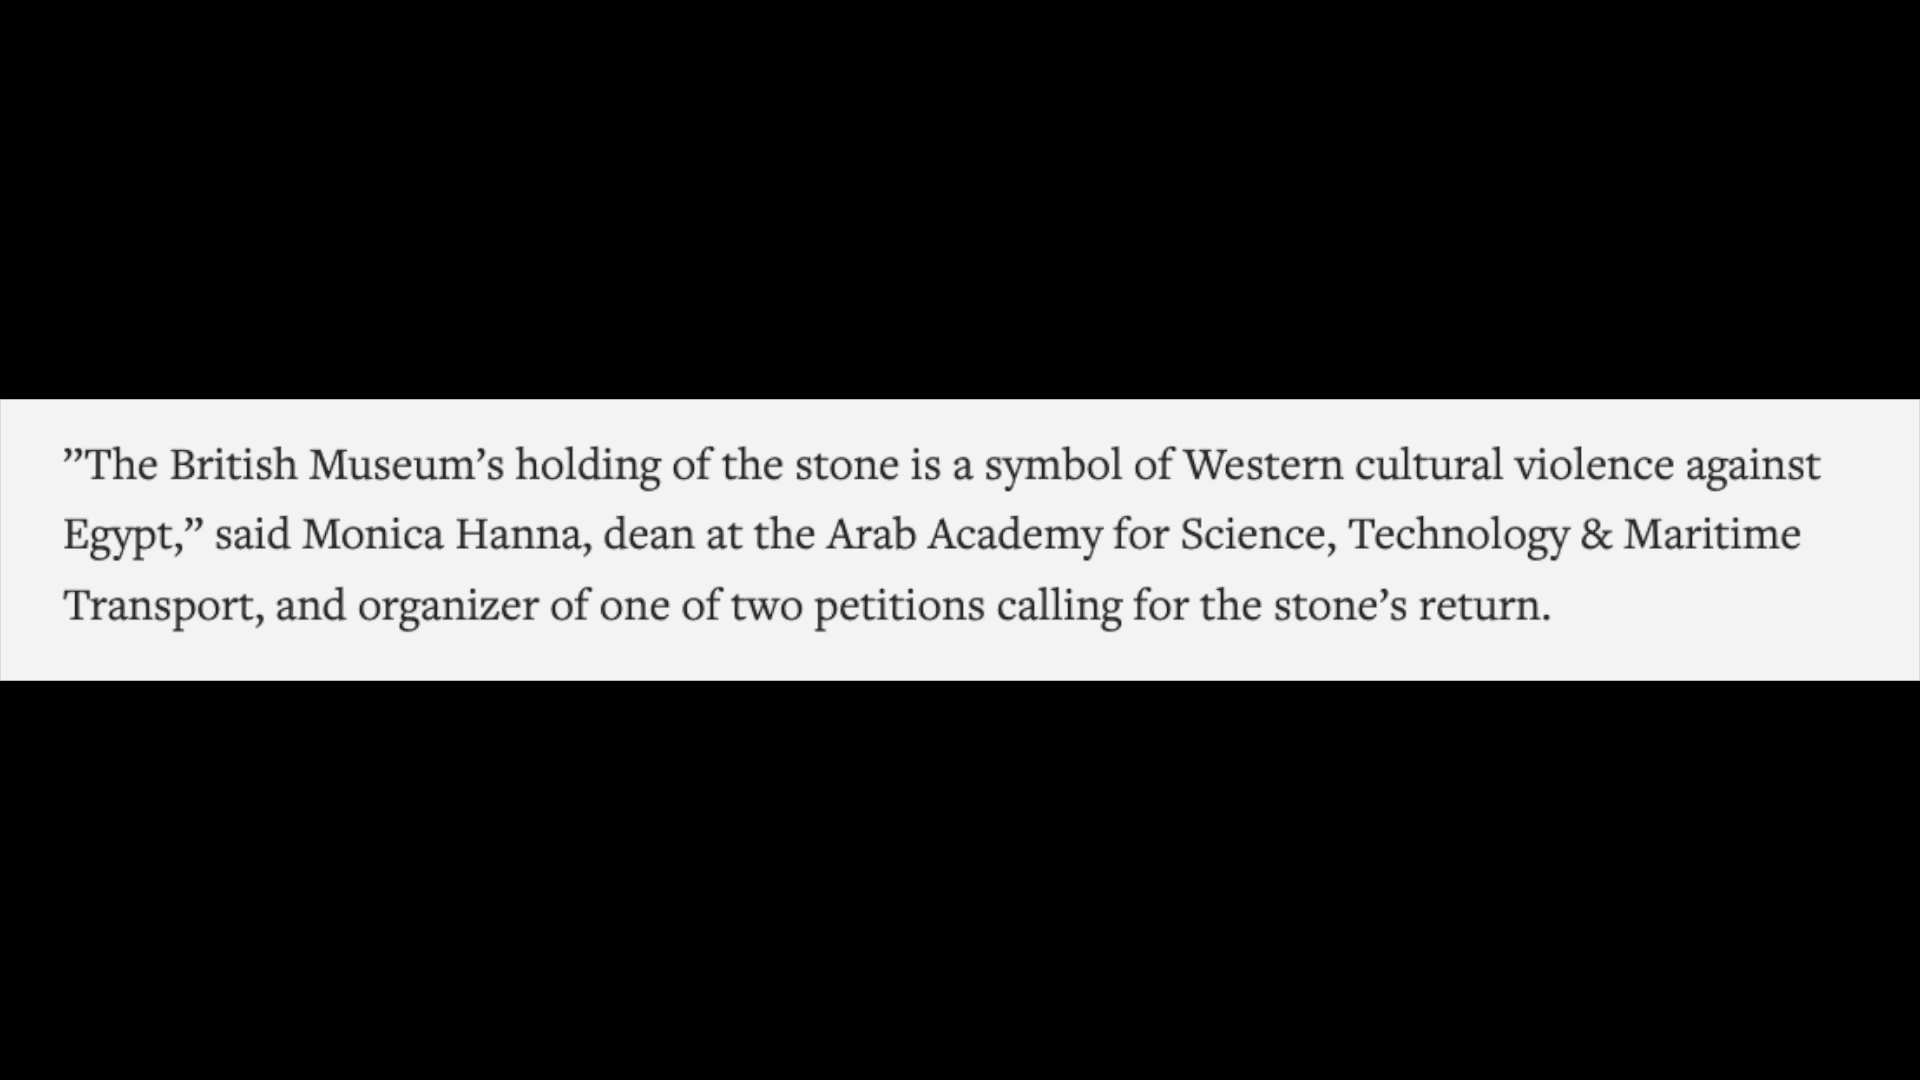 ”The British Museum’s holding of the stone is a symbol of Western cultural violence against
Egypt,” said Monica Hanna, dean at the Arab Academy for Science, Technology & Maritime
Transport, and organizer of one of two petitions calling for the stone’s return.